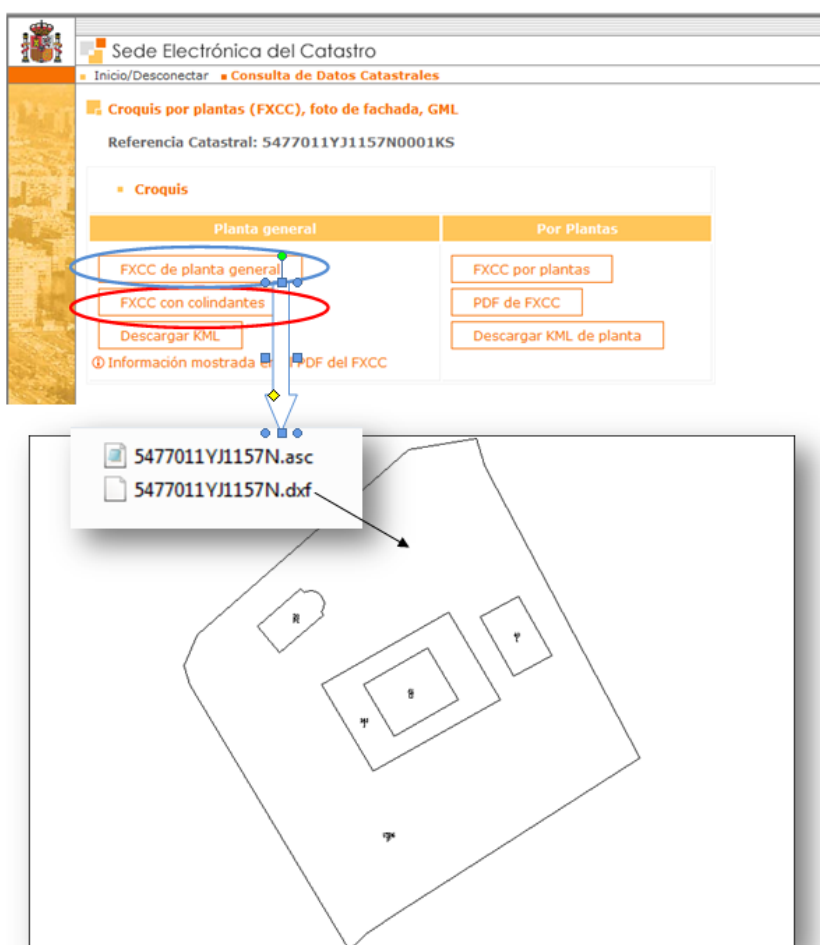 Sede Electrónica del Catastro
Inicio/Desconectar Consulta de Datos Catastrales
Croquis por plantas (FXCC), foto de fachada, GML
Referencia Catastral: 5477011YJ1157N0001KS
Croquis
Planta general Por Plantas
FXCC de planta general FXCC por plantas
FXCC con colindantes PDF de FXCC
Descargar KML Descargar KML de planta
Información mostrada PDF del FXCC
5477011YJ1157N.asc
5477011YJ1157N.dxf